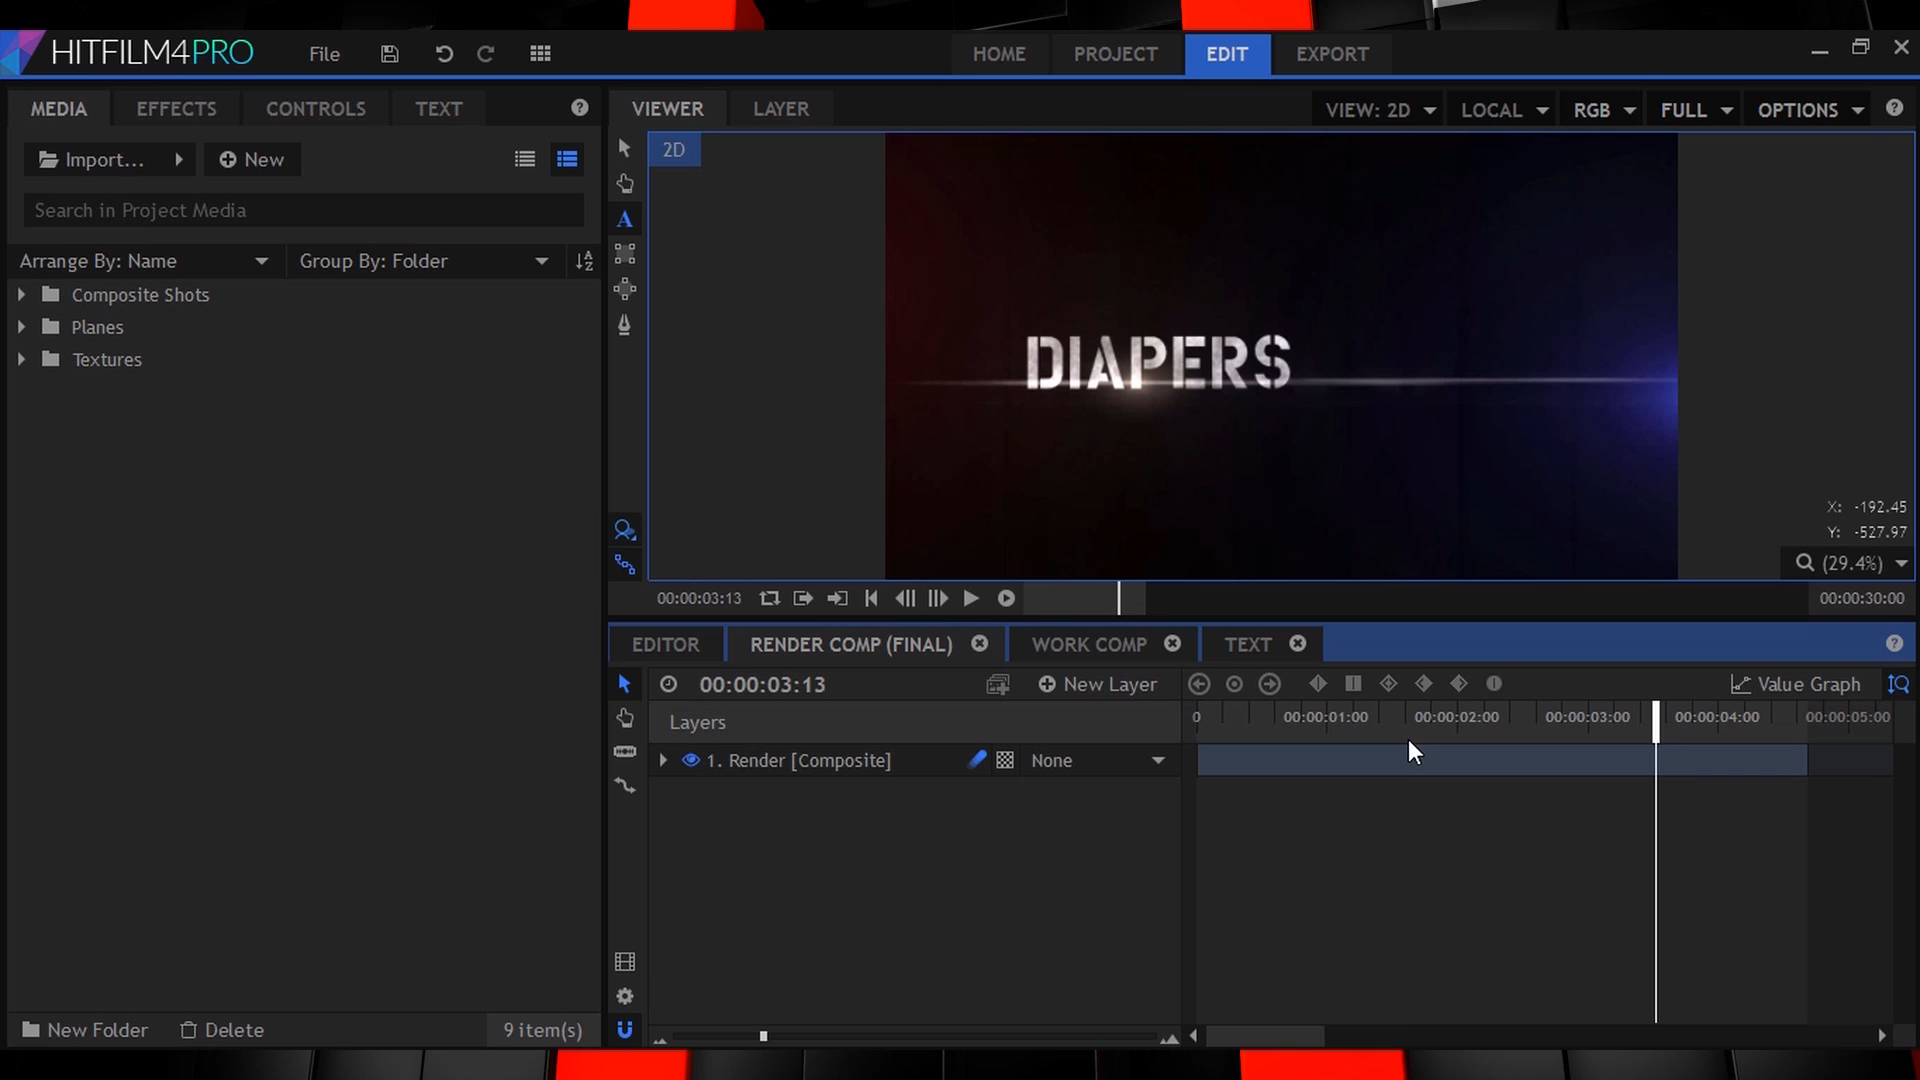 HITFILM4PRO
File
HOME
PROJECT
EDIT
EXPORT
MEDIA
EFFECTS
CONTROLS
TEXT
VIEWER
LAYER
VIEW: 2D
LOCAL
RGB
FULL
OPTIONS
Import...
New
2D
Search in Project Media
Arrange By: Name
Group By: Folder
Composite Shots
Planes
Textures
DIAPERS
X: -192.45
Y: -527.97
(29.4%)
00:00:03:13
00:00:30:00
EDITOR
RENDER COMP (FINAL)
WORK COMP
TEXT
00:00:03:13
New Layer
Value Graph
Layers
0
00:00:01:00
00:00:02:00
00:00:03:00
00:00:04:00
00:00:05:00
1. Render [Composite]
None
New Folder
Delete
9 item(s)